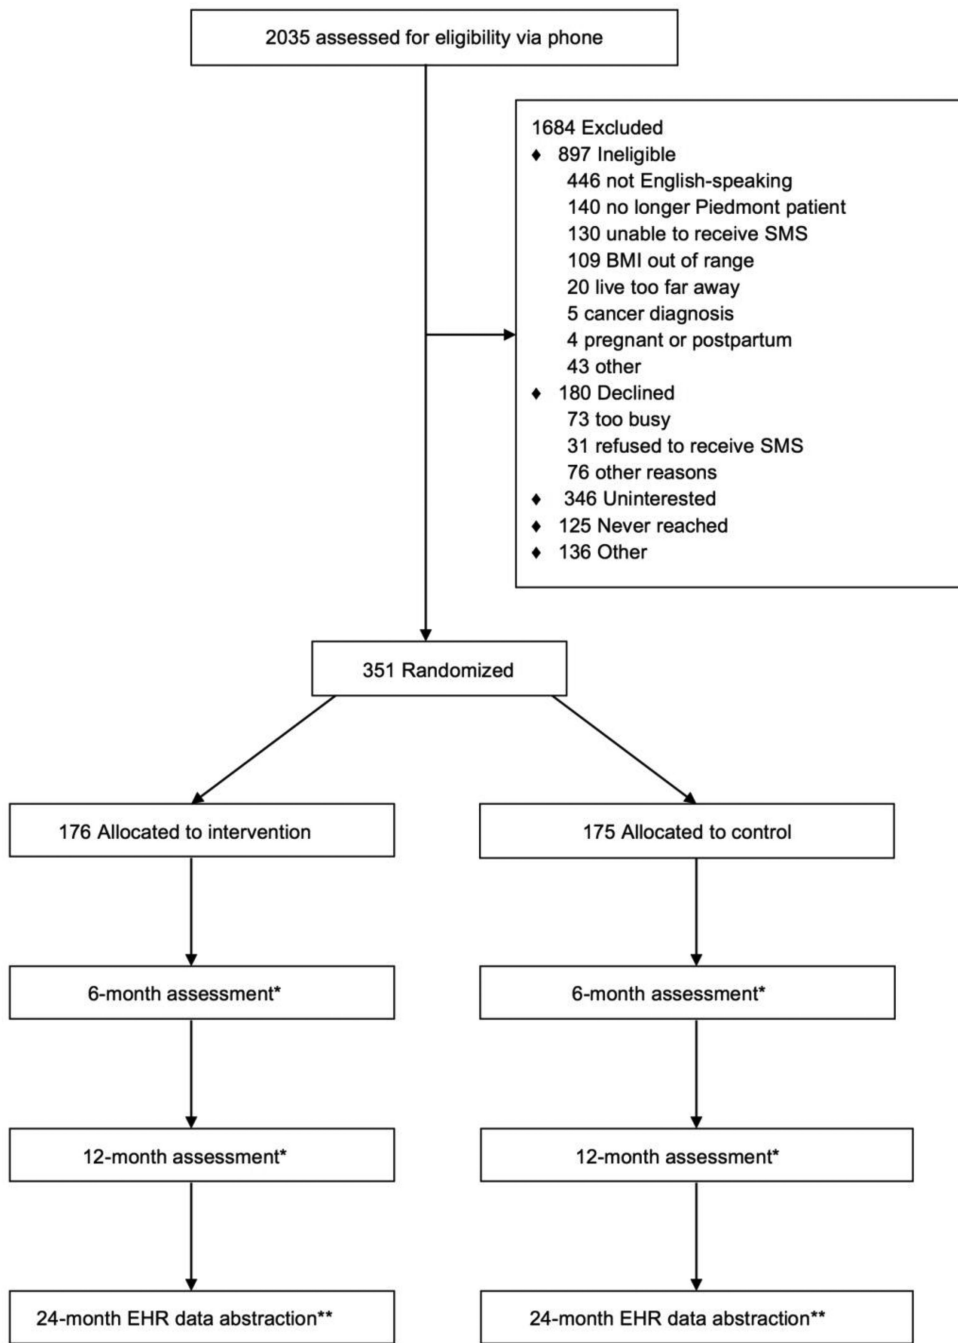 2035 assessed for eligibility via phone
1684 Excluded
♦ 897 Ineligible
446 not English-speaking
140 no longer Piedmont patient
130 unable to receive SMS
109 BMI out of range
20 live too far away
5 cancer diagnosis
4 pregnant or postpartum
43 other
♦ 180 Declined
73 too busy
31 refused to receive SMS
76 other reasons
♦ 346 Uninterested
♦ 125 Never reached
♦ 136 Other
351 Randomized
176 Allocated to intervention
175 Allocated to control
6-month assessment*
6-month assessment*
12-month assessment*
12-month assessment*
24-month EHR data abstraction**
24-month EHR data abstraction**